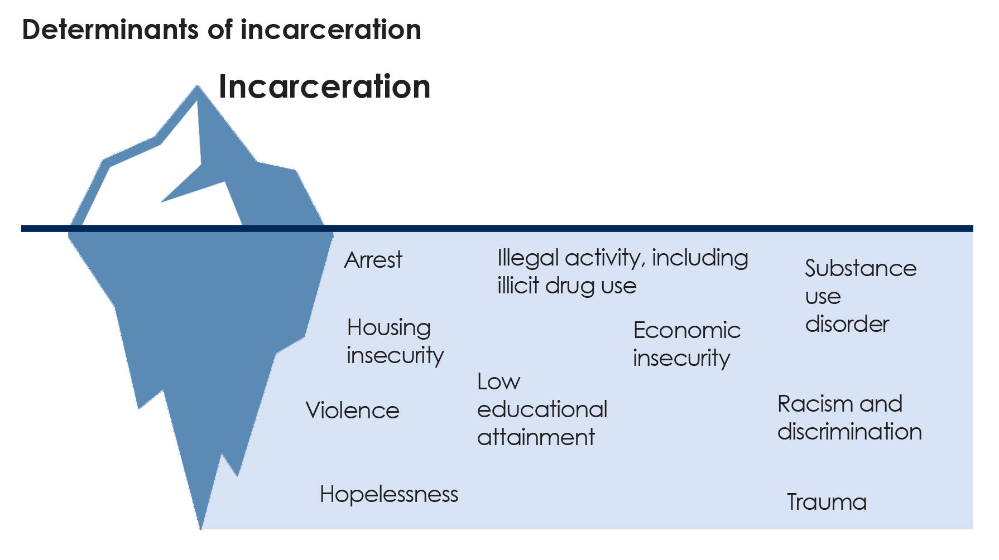 Determinants of incarceration
Incarceration
Arrest
Illegal activity, including
illicit drug use
Substance
use
disorder
Housing
insecurity
Economic
insecurity
Low
educational
attainment
Violence
Racism and
discrimination
Hopelessness
Trauma